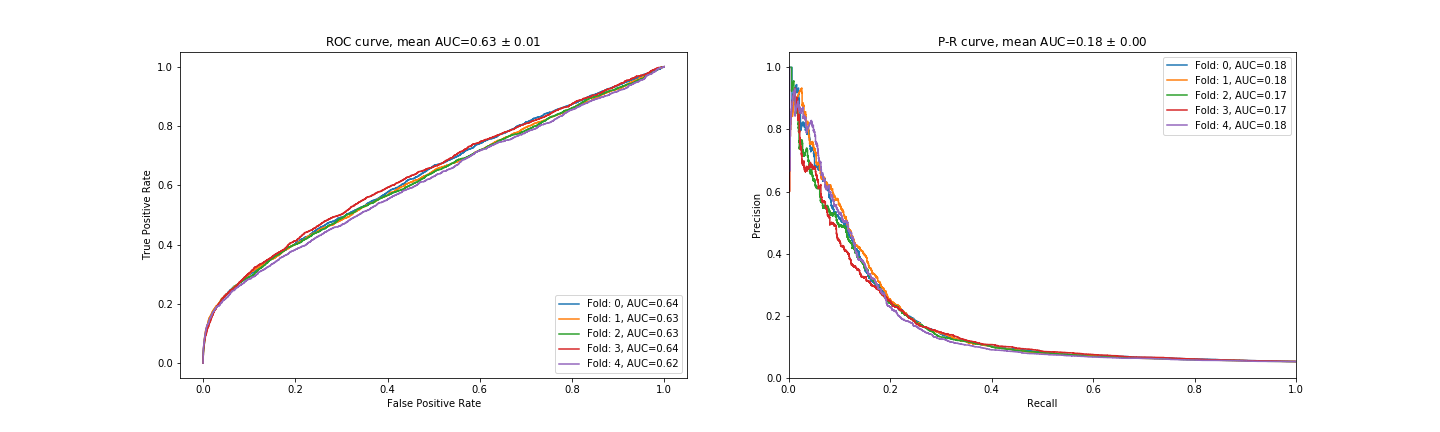 ROC curve, mean AUC=0.63 ± 0.01
True Positive Rate
1.0
0.8
0.6
0.4
0.2
0.0
0.0 0.2 0.4 0.6 0.8 1.0
False Positive Rate
Fold: 0, AUC=0.64
Fold: 1, AUC=0.63
Fold: 2, AUC=0.63
Fold: 3, AUC=0.64
Fold: 4, AUC=0.62
P-R curve, mean AUC=0.18 ± 0.00
Precision
1.0
0.8
0.6
0.4
0.2
0.0
0.0 0.2 0.4 0.6 0.8 1.0
Recall
Fold: 0, AUC=0.18
Fold: 1, AUC=0.18
Fold: 2, AUC=0.17
Fold: 3, AUC=0.17
Fold: 4, AUC=0.18